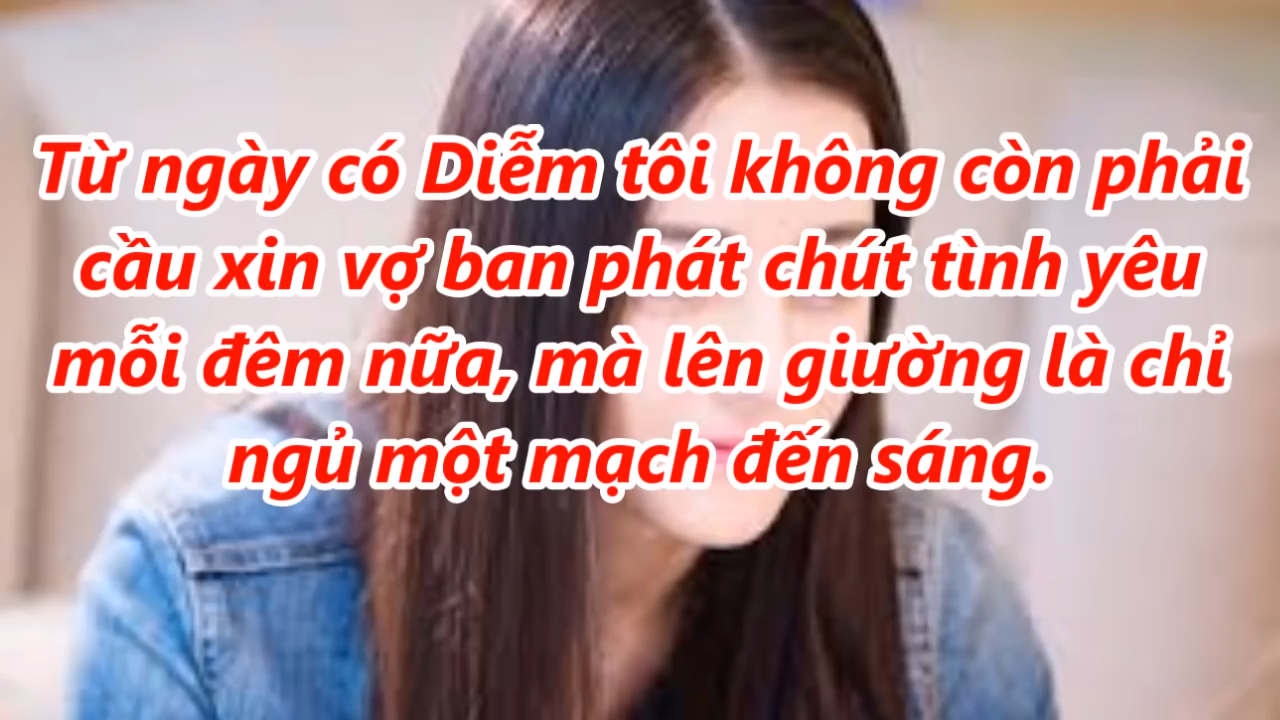 Từ ngày có Diễm tôi không còn phải
cầu xin vợ ban phát chút tình yêu
mỗi đêm nữa, mà lên giường là chỉ
ngủ một mạch đến sáng.